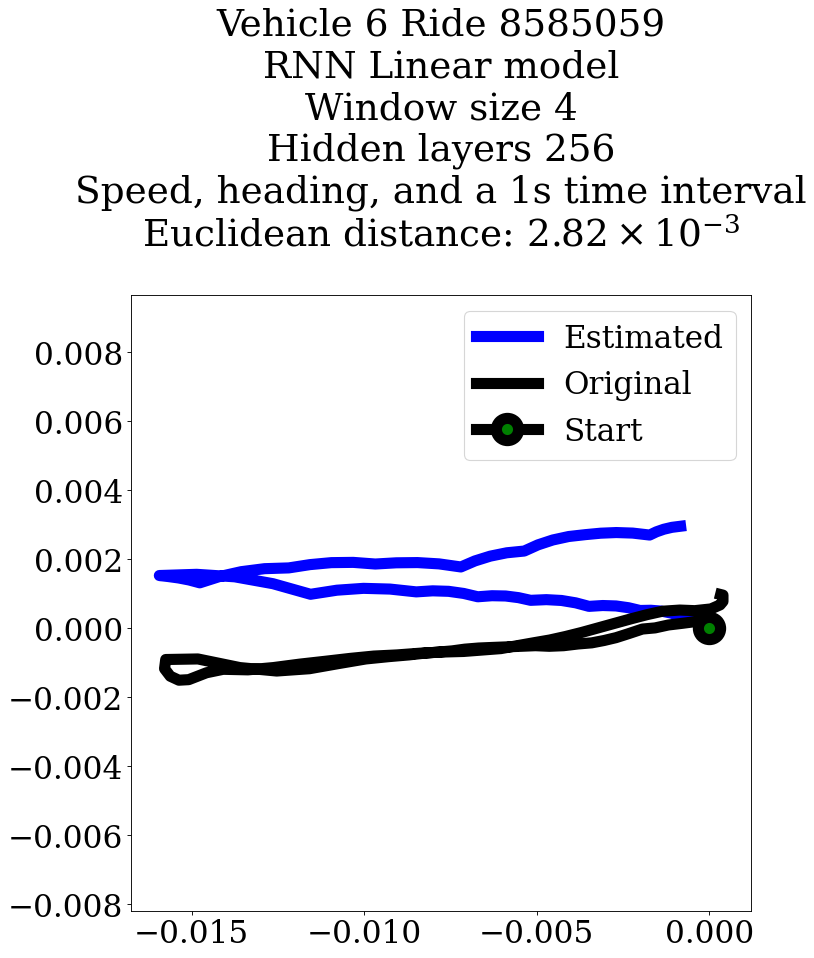 Vehicle 6 Ride 8585059
RNN Linear model
Window size 4
Hidden layers 256
Speed, heading, and a 1s time interval
Euclidean distance: 2.82 × 10⁻³
Estimated
Original
Start
0.008
0.006
0.004
0.002
0.000
−0.002
−0.004
−0.006
−0.008
−0.015 −0.010 −0.005 0.000